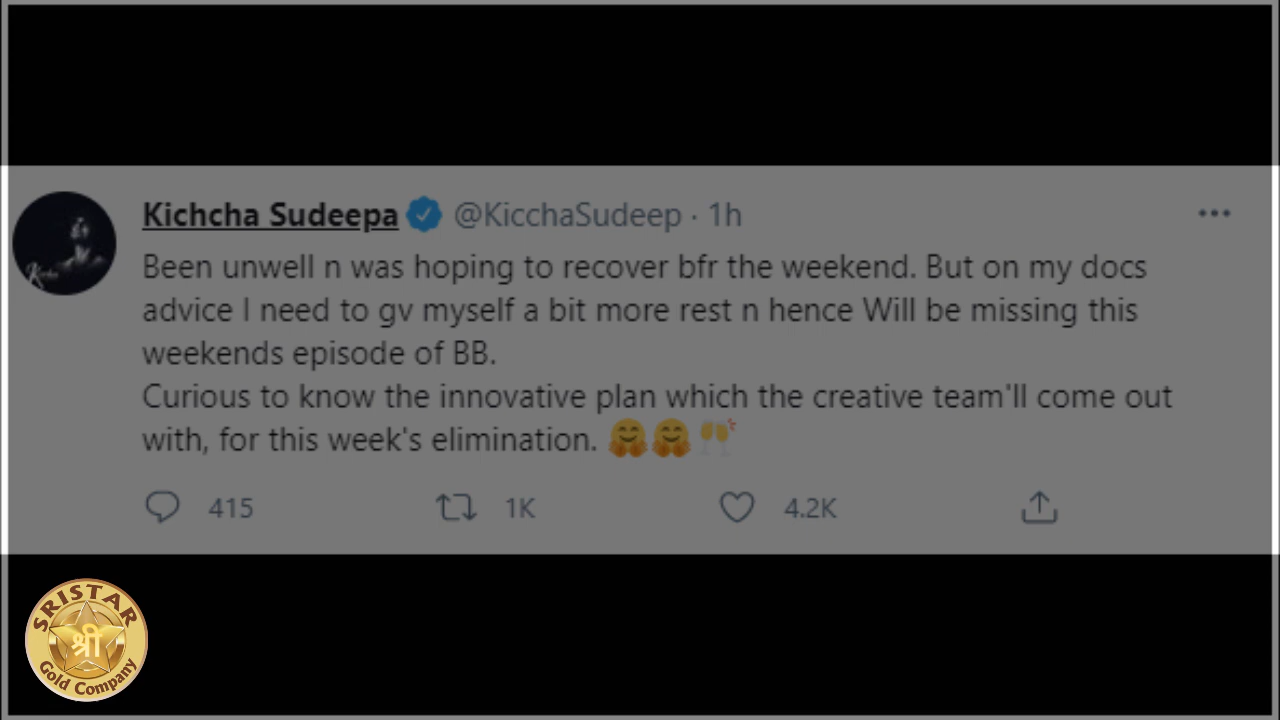 Kichcha Sudeepa @KicchaSudeep · 1h
Been unwell n was hoping to recover bfr the weekend. But on my docs
advice I need to gv myself a bit more rest n hence Will be missing this
weekends episode of BB.
Curious to know the innovative plan which the creative team'll come out
with, for this week's elimination. 🤗🤗🥂
415 1K 4.2K
SRISTAR
श्री
Gold Company